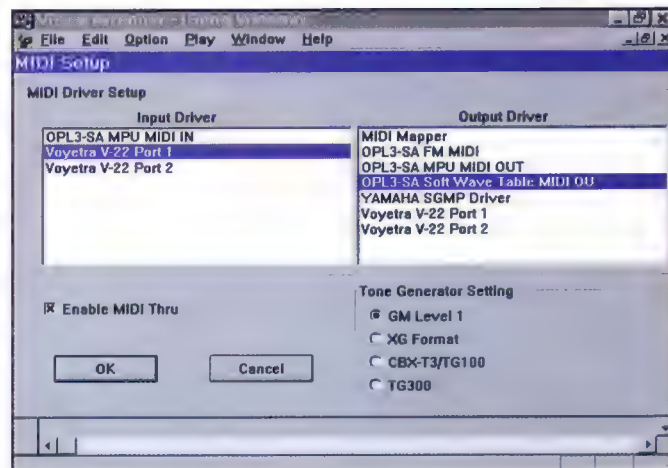 File Edit Option Play Window Help
MIDI Setup
MIDI Driver Setup
Input Driver
OPL3-SA MPU MIDI IN
Voyetra V-22 Port 1
Voyetra V-22 Port 2
Output Driver
MIDI Mapper
OPL3-SA FM MIDI
OPL3-SA MPU MIDI OUT
OPL3-SA Soft Wave Table MIDI OU
YAMAHA SGMP Driver
Voyetra V-22 Port 1
Voyetra V-22 Port 2
Enable MIDI Thru
OK
Cancel
Tone Generator Setting
GM Level 1
XG Format
CBX-T3/TG100
TG300